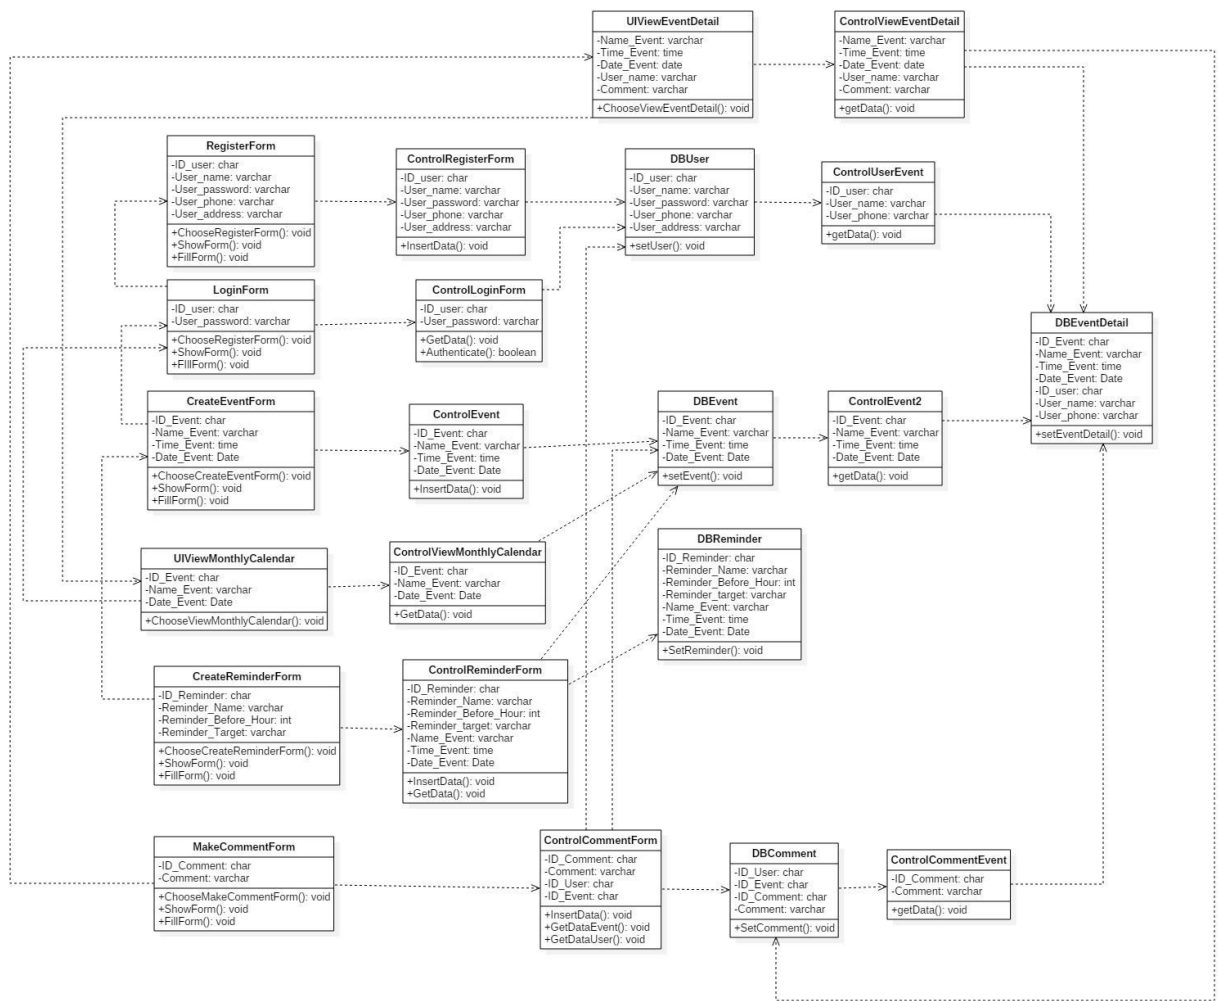 UIViewEventDetail
-Name_Event: varchar
-Time_Event: time
-Date_Event: date
-User_name: varchar
-Comment: varchar
+ChooseViewEventDetail(): void
ControlViewEventDetail
-Name_Event: varchar
-Time_Event: time
-Date_Event: date
-User_name: varchar
-Comment: varchar
+getData(): void
RegisterForm
-ID_user: char
-User_name: varchar
-User_password: varchar
-User_phone: varchar
-User_address: varchar
+ChooseRegisterForm(): void
+ShowForm(): void
+FillForm(): void
ControlRegisterForm
-ID_user: char
-User_name: varchar
-User_password: varchar
-User_phone: varchar
-User_address: varchar
+InsertData(): void
DBUser
-ID_user: char
-User_name: varchar
-User_password: varchar
-User_phone: varchar
-User_address: varchar
+setUser(): void
ControlUserEvent
-ID_user: char
-User_name: varchar
-User_phone: varchar
+getData(): void
LoginForm
-ID_user: char
-User_password: varchar
+ChooseRegisterForm(): void
+ShowForm(): void
+FIllForm(): void
ControlLoginForm
-ID_user: char
-User_password: varchar
+GetData(): void
+Authenticate(): boolean
DBEventDetail
-ID_Event: char
-Name_Event: varchar
-Time_Event: time
-Date_Event: Date
-ID_user: char
-User_name: varchar
-User_phone: varchar
+setEventDetail(): void
CreateEventForm
-ID_Event: char
-Name_Event: varchar
-Time_Event: time
-Date_Event: Date
+ChooseCreateEventForm(): void
+ShowForm(): void
+FillForm(): void
ControlEvent
-ID_Event: char
-Name_Event: varchar
-Time_Event: time
-Date_Event: Date
+InsertData(): void
DBEvent
-ID_Event: char
-Name_Event: varchar
-Time_Event: time
-Date_Event: Date
+setEvent(): void
ControlEvent2
-ID_Event: char
-Name_Event: varchar
-Time_Event: time
-Date_Event: Date
+getData(): void
UIViewMonthlyCalendar
-ID_Event: char
-Name_Event: varchar
-Date_Event: Date
+ChooseViewMonthlyCalendar(): void
ControlViewMonthlyCalendar
-ID_Event: char
-Name_Event: varchar
-Date_Event: Date
+GetData(): void
DBReminder
-ID_Reminder: char
-Reminder_Name: varchar
-Reminder_Before_Hour: int
-Reminder_target: varchar
-Name_Event: varchar
-Time_Event: time
-Date_Event: Date
+SetReminder(): void
CreateReminderForm
-ID_Reminder: char
-Reminder_Name: varchar
-Reminder_Before_Hour: int
-Reminder_Target: varchar
+ChooseCreateReminderForm(): void
+ShowForm(): void
+FillForm(): void
ControlReminderForm
-ID_Reminder: char
-Reminder_Name: varchar
-Reminder_Before_Hour: int
-Reminder_target: varchar
-Name_Event: varchar
-Time_Event: time
-Date_Event: Date
+InsertData(): void
+GetData(): void
MakeCommentForm
-ID_Comment: char
-Comment: varchar
+ChooseMakeCommentForm(): void
+ShowForm(): void
+FillForm(): void
ControlCommentForm
-ID_Comment: char
-Comment: varchar
-ID_User: char
-ID_Event: char
+InsertData(): void
+GetDataEvent(): void
+GetDataUser(): void
DBComment
-ID_User: char
-ID_Event: char
-ID_Comment: char
-Comment: varchar
+SetComment(): void
ControlCommentEvent
-ID_Comment: char
-Comment: varchar
+getData(): void